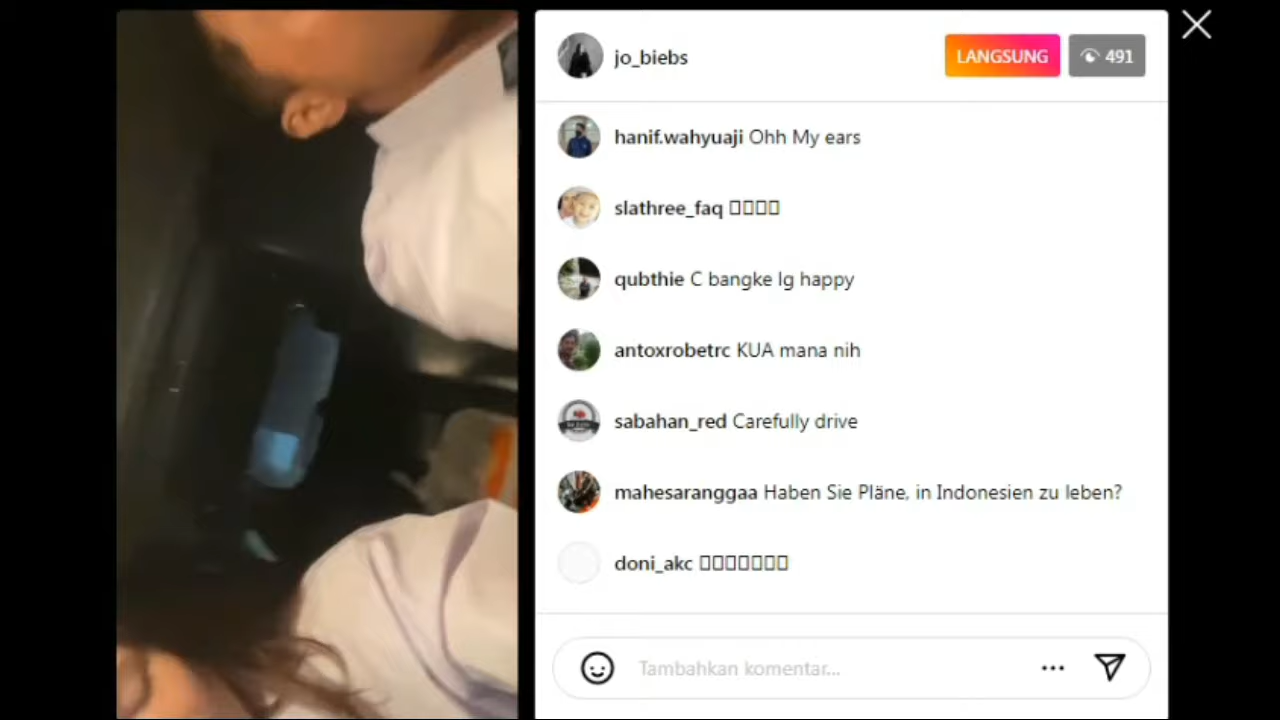 jo_biebs
LANGSUNG 491
hanif.wahyuaji Ohh My ears
slathree_faq
qubthie C bangke lg happy
antoxrobetrc KUA mana nih
sabahan_red Carefully drive
mahesaranggaa Haben Sie Pläne, in Indonesien zu leben?
doni_akc
Tambahkan komentar...